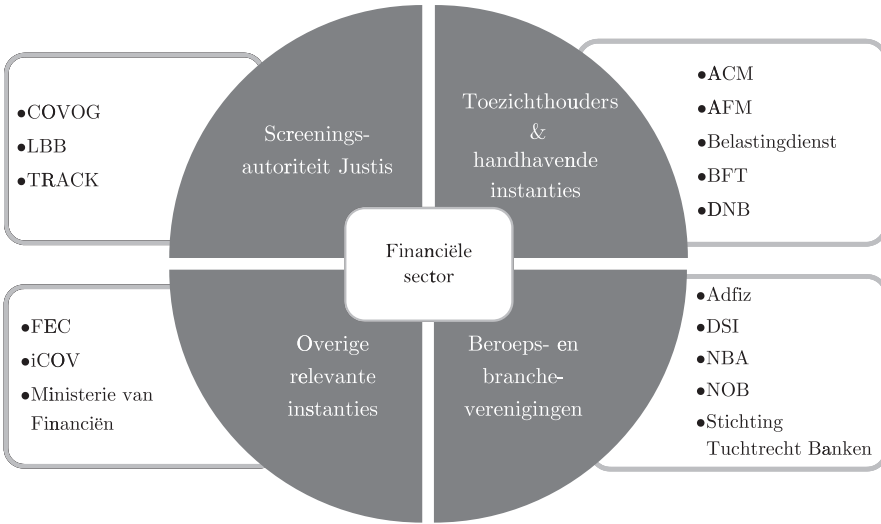 ●COVOG
●LBB
●TRACK
Screenings-
autoriteit Justis
Toezichthouders
&
handhavende
instanties
●ACM
●AFM
●Belastingdienst
●BFT
●DNB
Financiële
sector
●FEC
●iCOV
●Ministerie van
Financiën
Overige
relevante
instanties
Beroeps- en
branche-
verenigingen
●Adfiz
●DSI
●NBA
●NOB
●Stichting
Tuchtrecht Banken